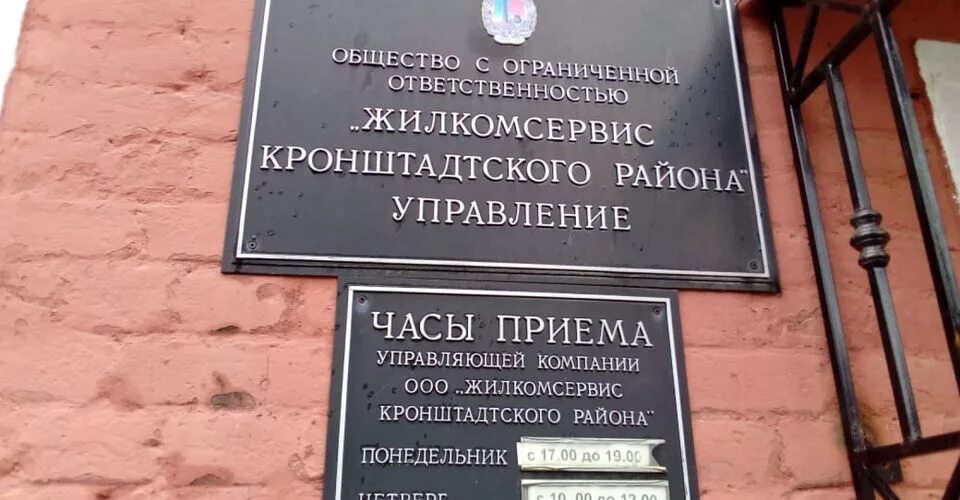 ОБЩЕСТВО С ОГРАНИЧЕННОЙ
ОТВЕТСТВЕННОСТЬЮ
„ЖИЛКОМСЕРВИС
КРОНШТАДТСКОГО РАЙОНА"
УПРАВЛЕНИЕ
ЧАСЫ ПРИЕМА
УПРАВЛЯЮЩЕЙ КОМПАНИИ
ООО „ЖИЛКОМСЕРВИС
КРОНШТАДТСКОГО РАЙОНА"
ПОНЕДЕЛЬНИК с 17.00 до 19.00
ЧЕТВЕРГ